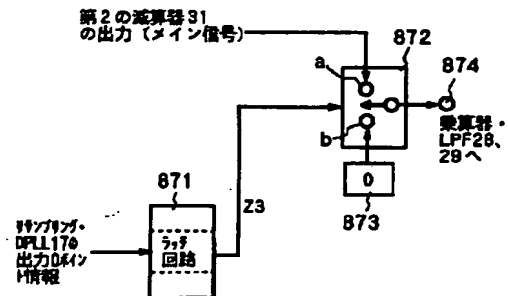 第2の減算器31
の出力（メイン信号）
872
a
874
b
乗算器・
LPF28、
29へ
0
873
871
Z3
リサンプリング・
DPLL17の
出力0ポイン
ト情報
ラッチ
回路